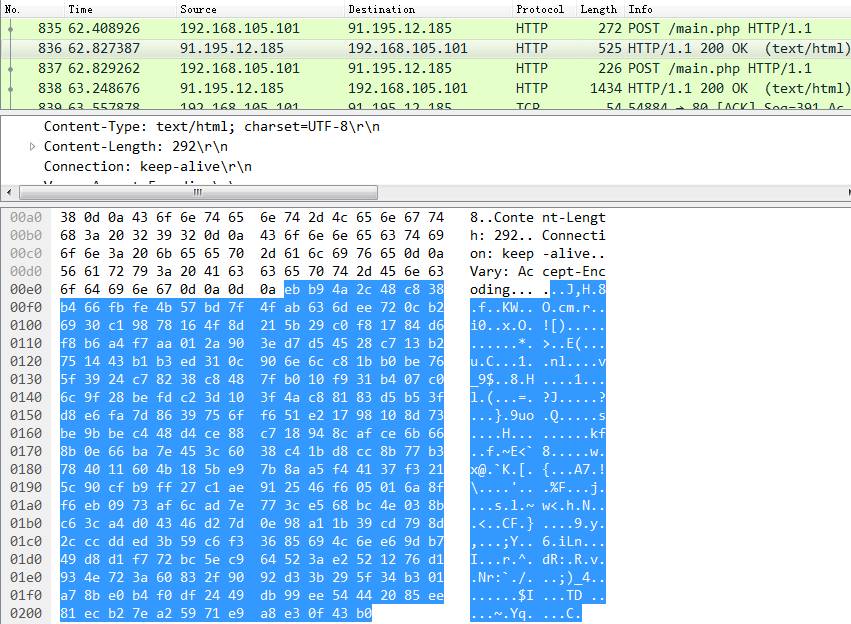 No. Time Source Destination Protocol Length Info
835 62.408926 192.168.105.101 91.195.12.185 HTTP 272 POST /main.php HTTP/1.1
836 62.827387 91.195.12.185 192.168.105.101 HTTP 525 HTTP/1.1 200 OK (text/html)
837 62.829262 192.168.105.101 91.195.12.185 HTTP 226 POST /main.php HTTP/1.1
838 63.248676 91.195.12.185 192.168.105.101 HTTP 1434 HTTP/1.1 200 OK (text/html)
839 63.557878 192.168.105.101 91.195.12.185 TCP 54 54884 → 80 [ACK] Seq=391 Ac
Content-Type: text/html; charset=UTF-8\r\n
Content-Length: 292\r\n
Connection: keep-alive\r\n
00a0 38 0d 0a 43 6f 6e 74 65 6e 74 2d 4c 65 6e 67 74 8..Conte nt-Lengt
00b0 68 3a 20 32 39 32 0d 0a 43 6f 6e 6e 65 63 74 69 h: 292.. Connecti
00c0 6f 6e 3a 20 6b 65 65 70 2d 61 6c 69 76 65 0d 0a on: keep -alive..
00d0 56 61 72 79 3a 20 41 63 63 65 70 74 2d 45 6e 63 Vary: Ac cept-Enc
00e0 6f 64 69 6e 67 0d 0a 0d 0a eb b9 4a 2c 48 c8 38 oding... ...J,H.8
00f0 b4 66 fb fe 4b 57 bd 7f 4f ab 63 6d ee 72 0c b2 .f..KW.. O.cm.r..
0100 69 30 c1 98 78 16 4f 8d 21 5b 29 c0 f8 17 84 d6 i0..x.O. ![).....
0110 f8 b6 a4 f7 aa 01 2a 90 3e d7 d5 45 28 c7 13 b2 ......*. >..E(...
0120 75 14 43 b1 b3 ed 31 0c 90 6e 6c c8 1b b0 be 76 u.C...1. .nl....v
0130 5f 39 24 c7 82 38 c8 48 7f b0 10 f9 31 b4 07 c0 _9$..8.H ....1...
0140 6c 9f 28 be fd c2 3d 10 3f 4a c8 81 83 d5 b5 3f l.(...=. ?J.....?
0150 d8 e6 fa 7d 86 39 75 6f f6 51 e2 17 98 10 8d 73 ...}.9uo .Q.....s
0160 be 9b be c4 48 d4 ce 88 c7 18 94 8c af ce 6b 66 ....H... ......kf
0170 8b 0e 66 ba 7e 45 3c 60 38 c4 1b d8 cc 8b 77 b3 ..f.~E<` 8.....w.
0180 78 40 11 60 4b 18 5b e9 7b 8a a5 f4 41 37 f3 21 x@.`K.[. {...A7.!
0190 5c 90 cf b9 ff 27 c1 ae 91 25 46 f6 05 01 6a 8f \....'.. .%F...j.
01a0 f6 eb 09 73 af 6c ad 7e 77 3c e5 68 bc 4e 03 8b ...s.l.~ w<.h.N..
01b0 c6 3c a4 d0 43 46 d2 7d 0e 98 a1 1b 39 cd 79 8d .<..CF.} ....9.y.
01c0 2c cc dd ed 3b 59 c6 f3 36 85 69 4c 6e e6 9d b7 ,...;Y.. 6.iLn...
01d0 49 d8 d1 f7 72 bc 5e c9 64 52 3a e2 52 12 76 d1 I...r.^. dR:.R.v.
01e0 93 4e 72 3a 60 83 2f 90 92 d3 3b 29 5f 34 b3 01 .Nr:`./. ..;)_4..
01f0 a7 8b e0 b4 f0 df 24 49 db 99 ee 54 44 20 85 ee ......$I ...TD ..
0200 81 ec b2 7e a2 59 71 e9 a8 e3 0f 43 b0 ...~.Yq. ...C.